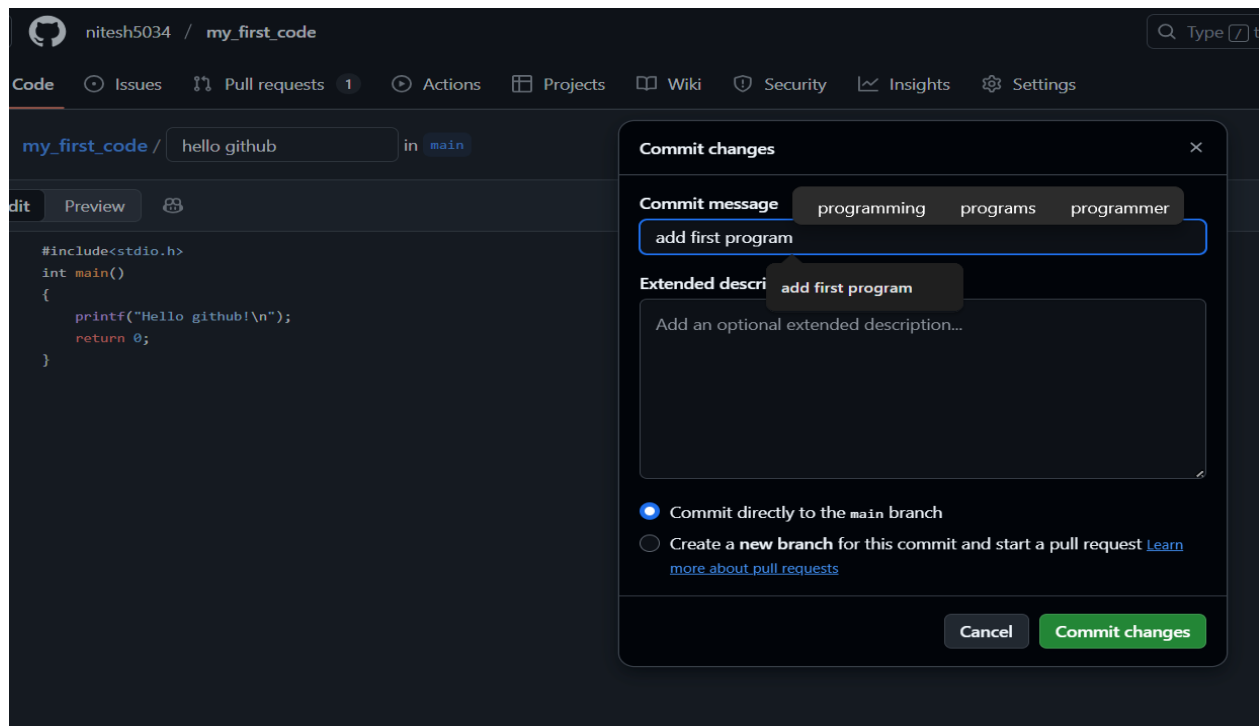 nitesh5034 / my_first_code
Type / t
Code Issues Pull requests 1 Actions Projects Wiki Security Insights Settings
my_first_code / hello github in main
dit Preview
#include<stdio.h>
int main()
{
printf("Hello github!\n");
return 0;
}
Commit changes
Commit message
programming programs programmer
add first program
Extended descri
add first program
Add an optional extended description...
Commit directly to the main branch
Create a new branch for this commit and start a pull request Learn
more about pull requests
Cancel Commit changes